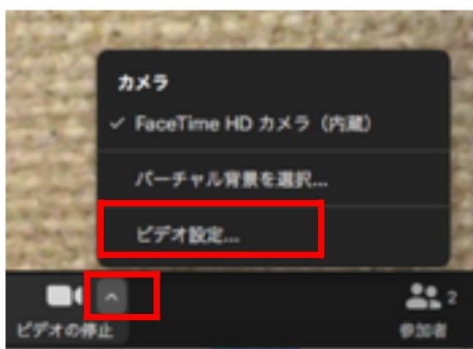 カメラ
✓ FaceTime HD カメラ（内蔵）
バーチャル背景を選択...
ビデオ設定...
2
ビデオの停止
参加者